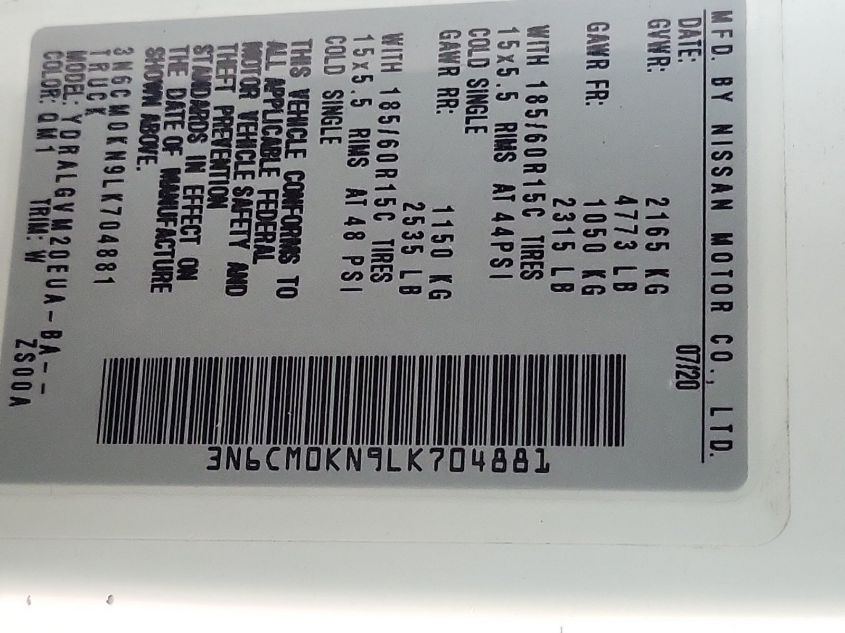 MFD. BY NISSAN MOTOR CO., LTD.
DATE: 07/20
GVWR: 2165 KG
4773 LB
GAWR FR: 1050 KG
2315 LB
WITH 185/60R15C TIRES
15x5.5 RIMS AT 44PSI
COLD SINGLE
GAWR RR: 1150 KG
2535 LB
WITH 185/60R15C TIRES
15x5.5 RIMS AT 48 PSI
COLD SINGLE
THIS VEHICLE CONFORMS TO
ALL APPLICABLE FEDERAL
MOTOR VEHICLE SAFETY AND
THEFT PREVENTION
STANDARDS IN EFFECT ON
THE DATE OF MANUFACTURE
SHOWN ABOVE.
3N6CM0KN9LK704881
TRUCK
MODEL: YDRALGVM20EUA-BA--
COLOR: QM1 TRIM: W ZS00A
3N6CM0KN9LK704881